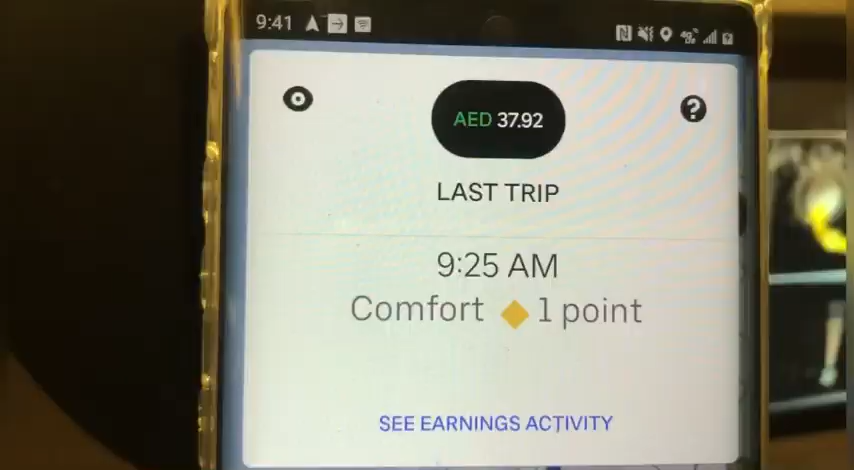 9:41
AED 37.92
LAST TRIP
9:25 AM
Comfort 1 point
SEE EARNINGS ACTIVITY